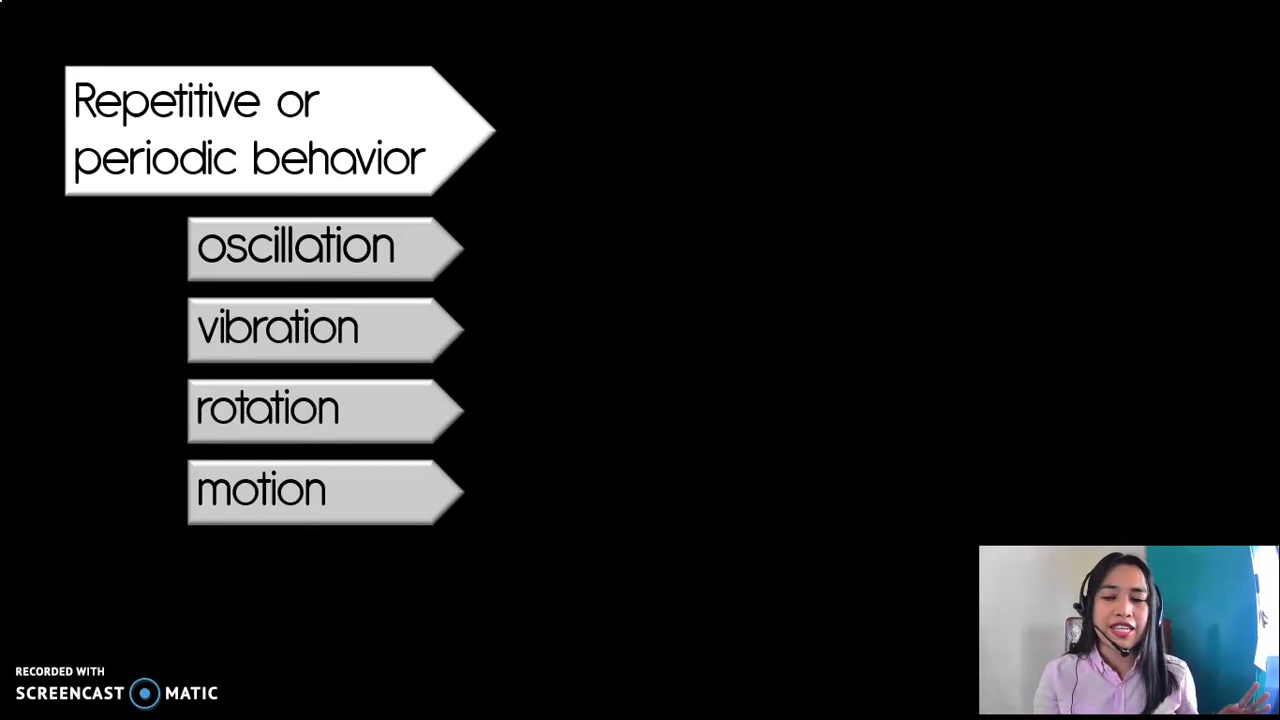 Repetitive or
periodic behavior
oscillation
vibration
rotation
motion
RECORDED WITH
SCREENCAST MATIC